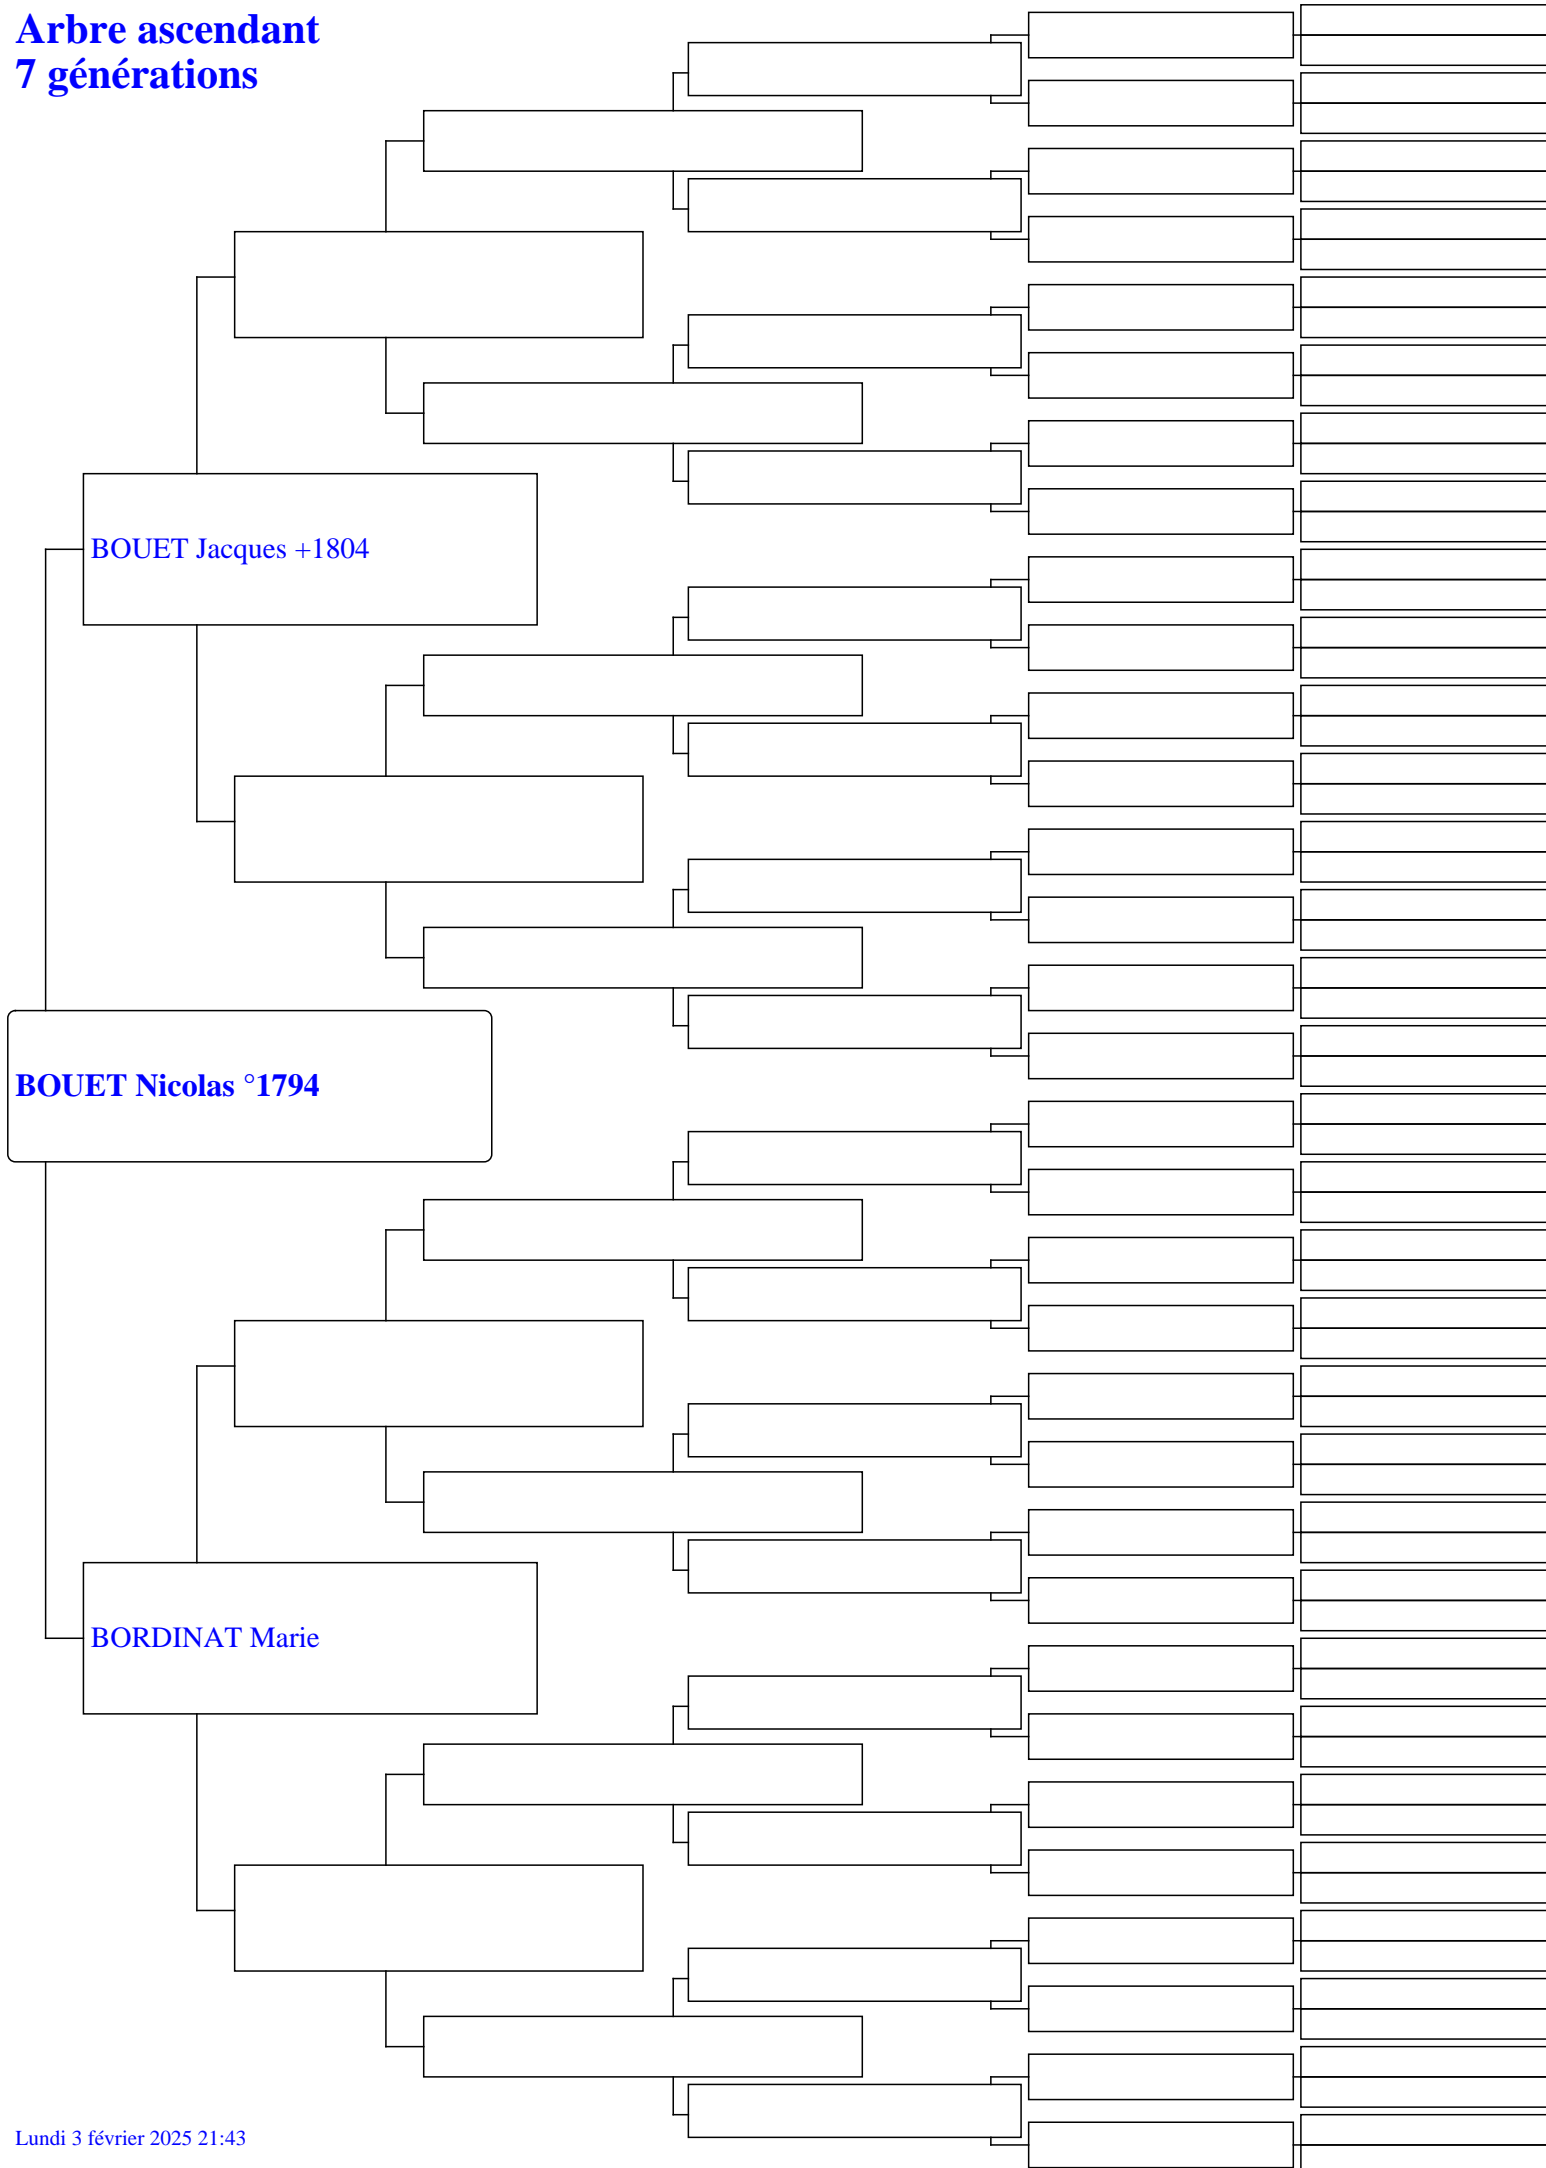 Arbre ascendant
7 générations
BOUET Jacques +1804
BOUET Nicolas °1794
BORDINAT Marie
Lundi 3 février 2025 21:43